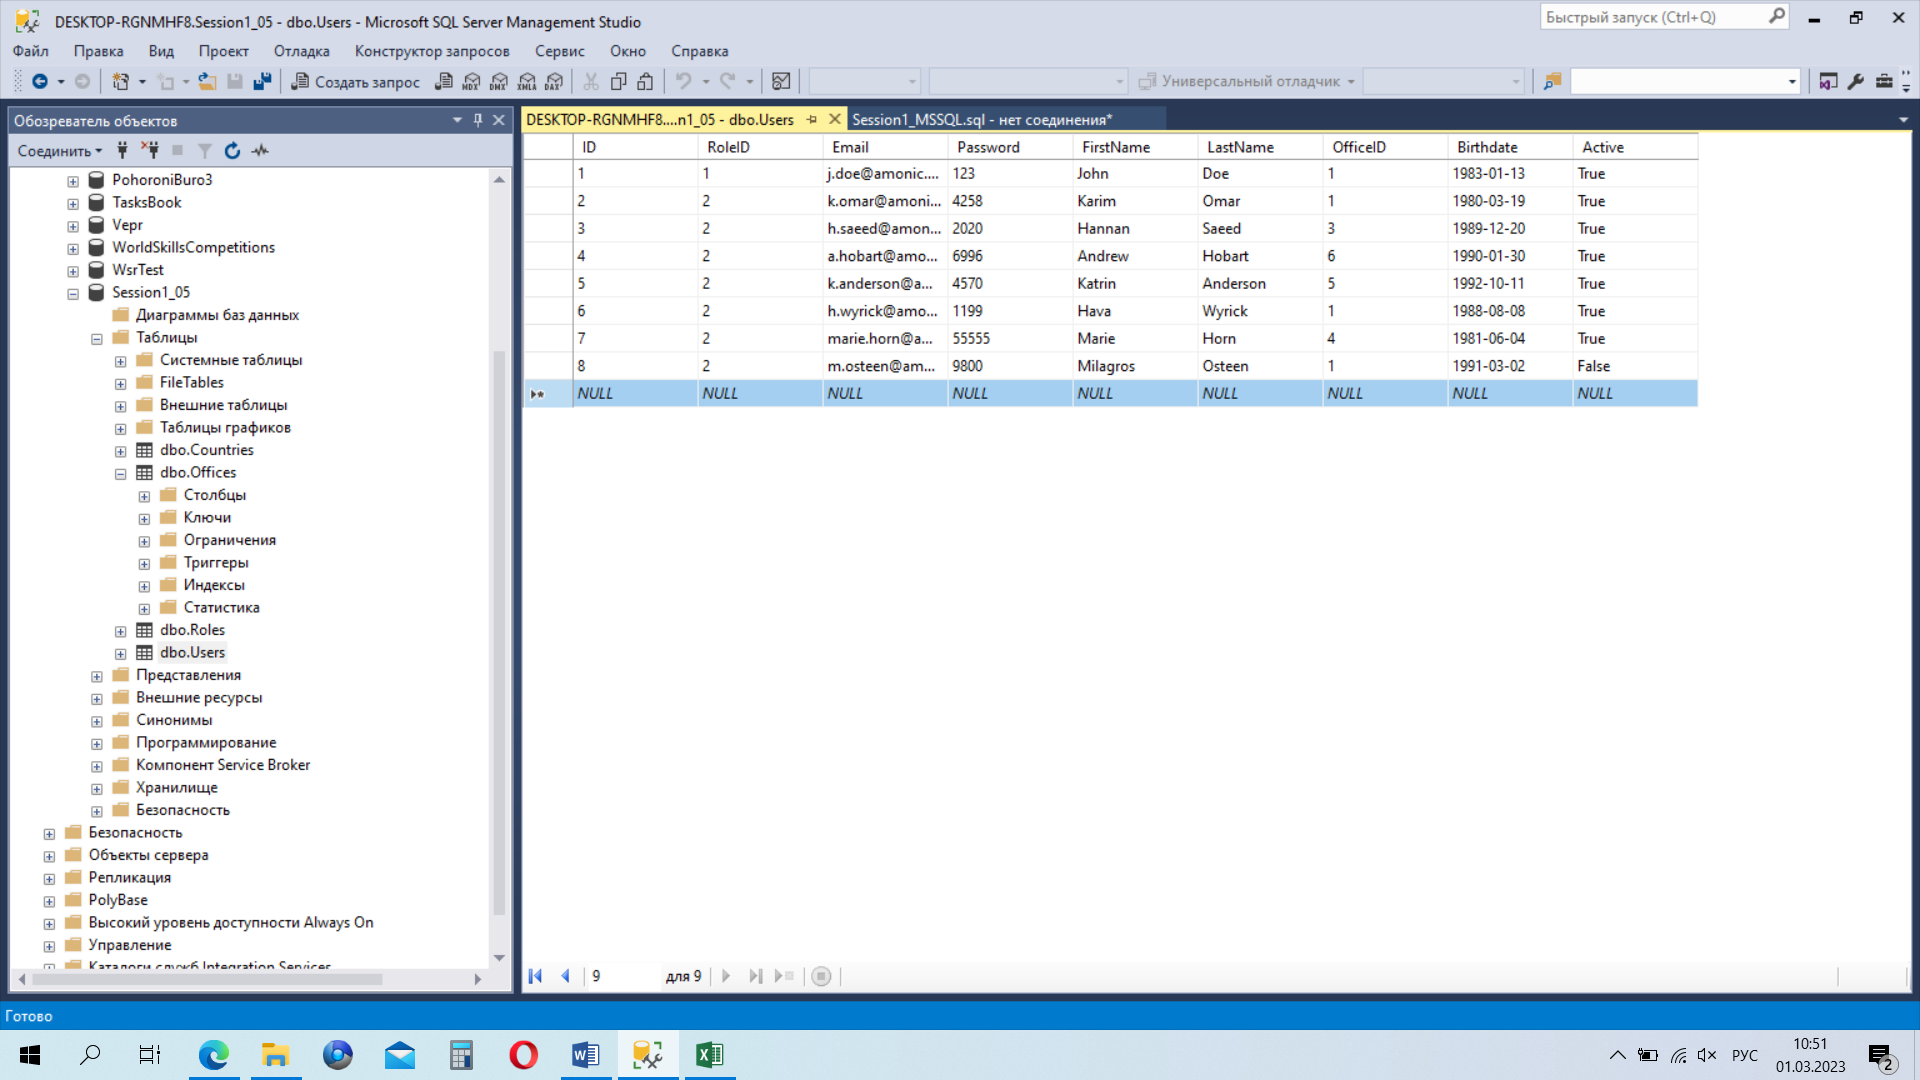 DESKTOP-RGNMHF8.Session1_05 - dbo.Users - Microsoft SQL Server Management Studio
Быстрый запуск (Ctrl+Q)
Файл Правка Вид Проект Отладка Конструктор запросов Сервис Окно Справка
Создать запрос MDX DMX XMLA DAX Универсальный отладчик
Обозреватель объектов
Соединить
PohoroniBuro3
TasksBook
Vepr
WorldSkillsCompetitions
WsrTest
Session1_05
Диаграммы баз данных
Таблицы
Системные таблицы
FileTables
Внешние таблицы
Таблицы графиков
dbo.Countries
dbo.Offices
Столбцы
Ключи
Ограничения
Триггеры
Индексы
Статистика
dbo.Roles
dbo.Users
Представления
Внешние ресурсы
Синонимы
Программирование
Компонент Service Broker
Хранилище
Безопасность
Безопасность
Объекты сервера
Репликация
PolyBase
Высокий уровень доступности Always On
Управление
Каталоги служб Integration Services
DESKTOP-RGNMHF8....n1_05 - dbo.Users Session1_MSSQL.sql - нет соединения*
ID RoleID Email Password FirstName LastName OfficeID Birthdate Active
1 1 j.doe@amonic.... 123 John Doe 1 1983-01-13 True
2 2 k.omar@amoni... 4258 Karim Omar 1 1980-03-19 True
3 2 h.saeed@amon... 2020 Hannan Saeed 3 1989-12-20 True
4 2 a.hobart@amo... 6996 Andrew Hobart 6 1990-01-30 True
5 2 k.anderson@a... 4570 Katrin Anderson 5 1992-10-11 True
6 2 h.wyrick@amo... 1199 Hava Wyrick 1 1988-08-08 True
7 2 marie.horn@a... 55555 Marie Horn 4 1981-06-04 True
8 2 m.osteen@am... 9800 Milagros Osteen 1 1991-03-02 False
NULL NULL NULL NULL NULL NULL NULL NULL NULL
9 для 9
Готово
РУС
10:51
01.03.2023
2